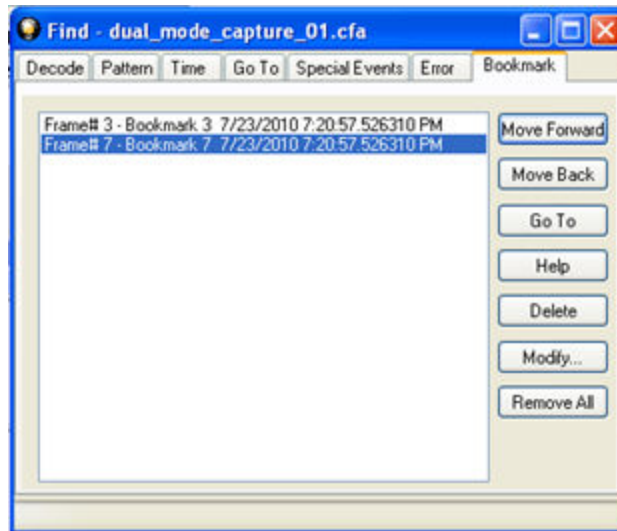 Find - dual_mode_capture_01.cfa
Decode Pattern Time Go To Special Events Error Bookmark
Frame# 3 - Bookmark 3 7/23/2010 7:20:57.526310 PM
Frame# 7 - Bookmark 7 7/23/2010 7:20:57.526310 PM
Move Forward
Move Back
Go To
Help
Delete
Modify...
Remove All